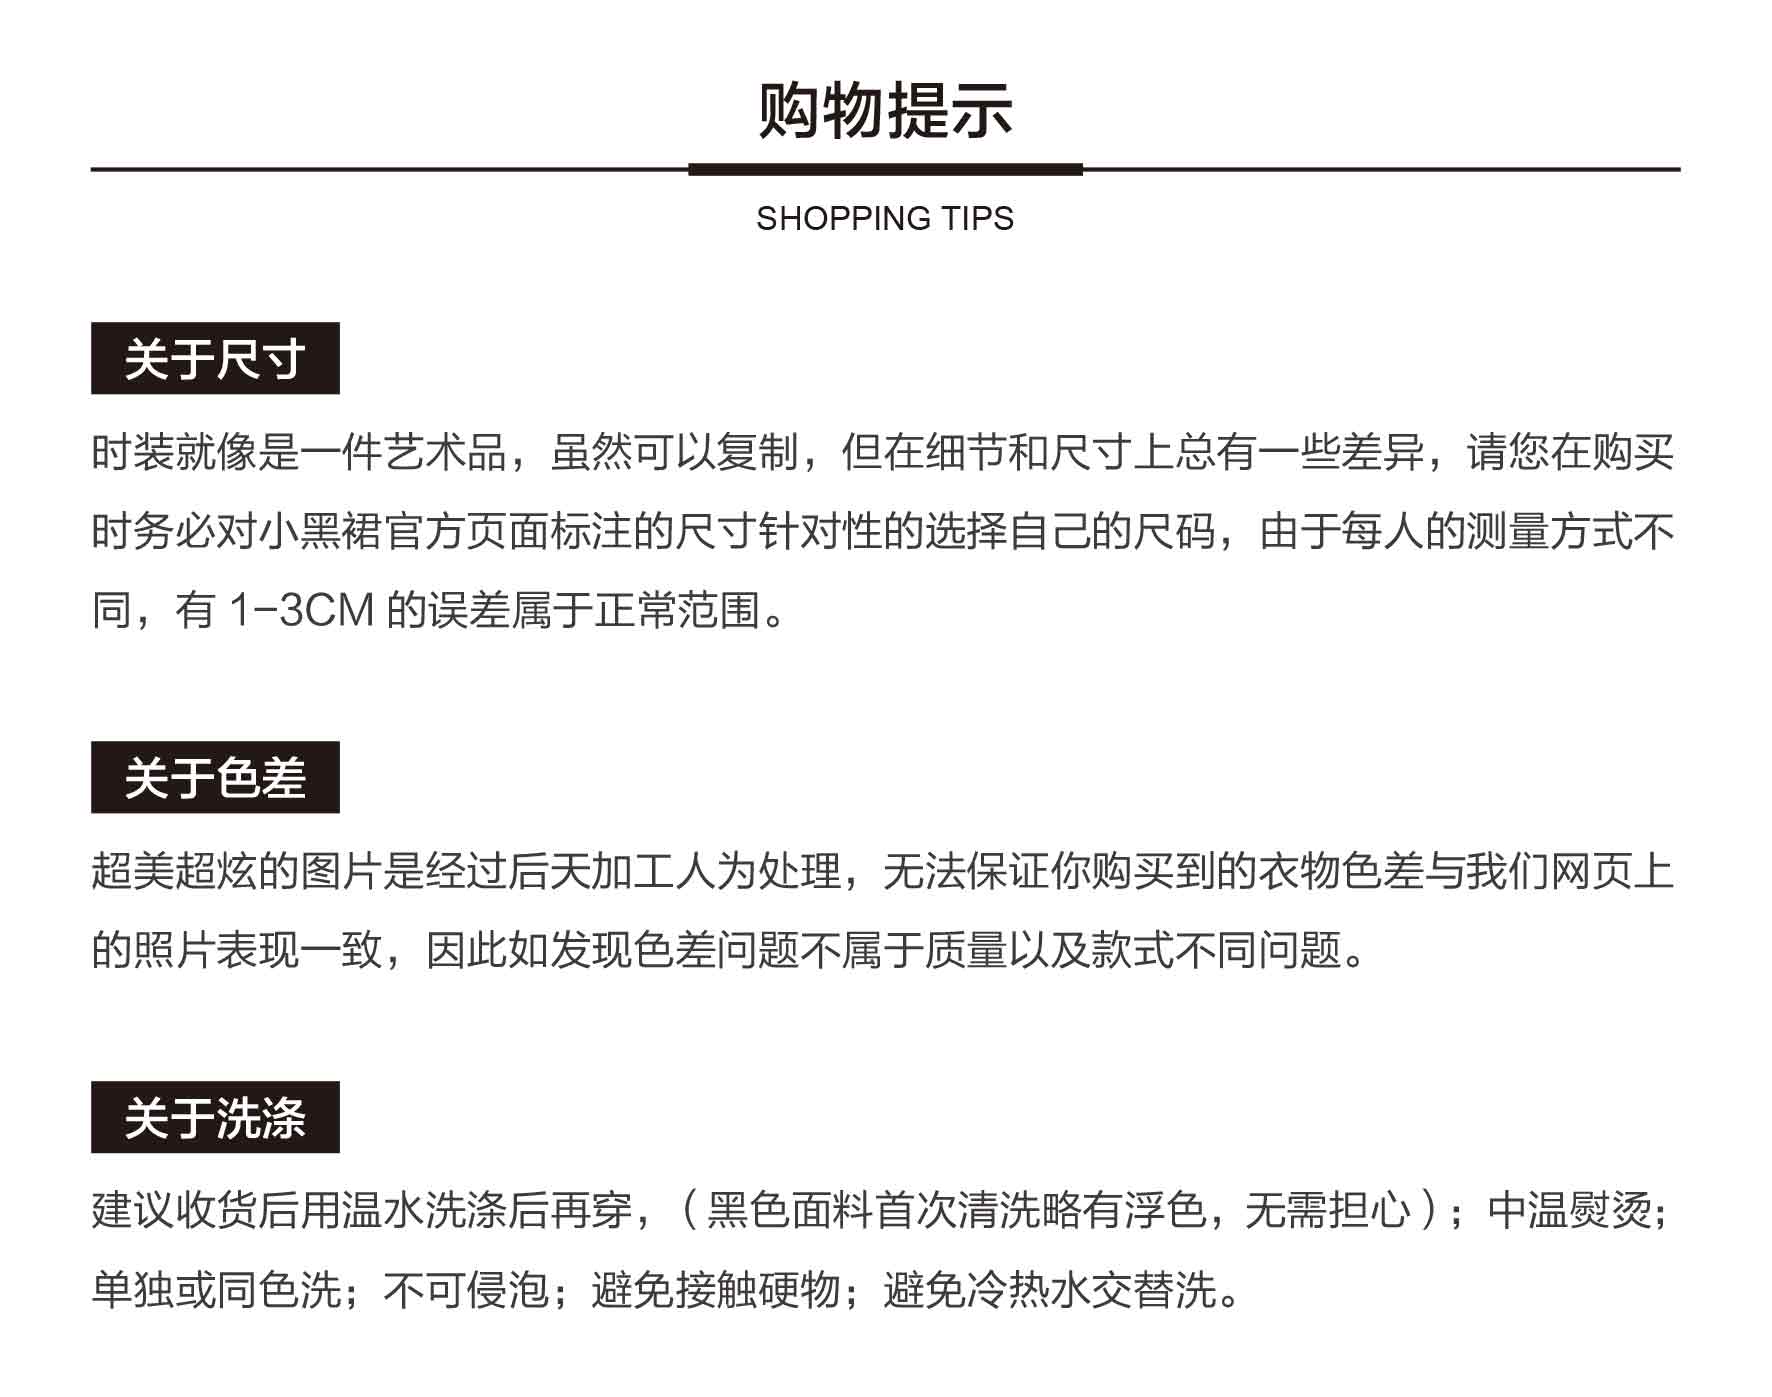 购物提示
SHOPPING TIPS
关于尺寸
时装就像是一件艺术品，虽然可以复制，但在细节和尺寸上总有一些差异，请您在购买
时务必对小黑裙官方页面标注的尺寸针对性的选择自己的尺码，由于每人的测量方式不
同，有 1-3CM 的误差属于正常范围。
关于色差
超美超炫的图片是经过后天加工人为处理，无法保证你购买到的衣物色差与我们网页上
的照片表现一致，因此如发现色差问题不属于质量以及款式不同问题。
关于洗涤
建议收货后用温水洗涤后再穿，（黑色面料首次清洗略有浮色，无需担心）；中温熨烫；
单独或同色洗；不可侵泡；避免接触硬物；避免冷热水交替洗。